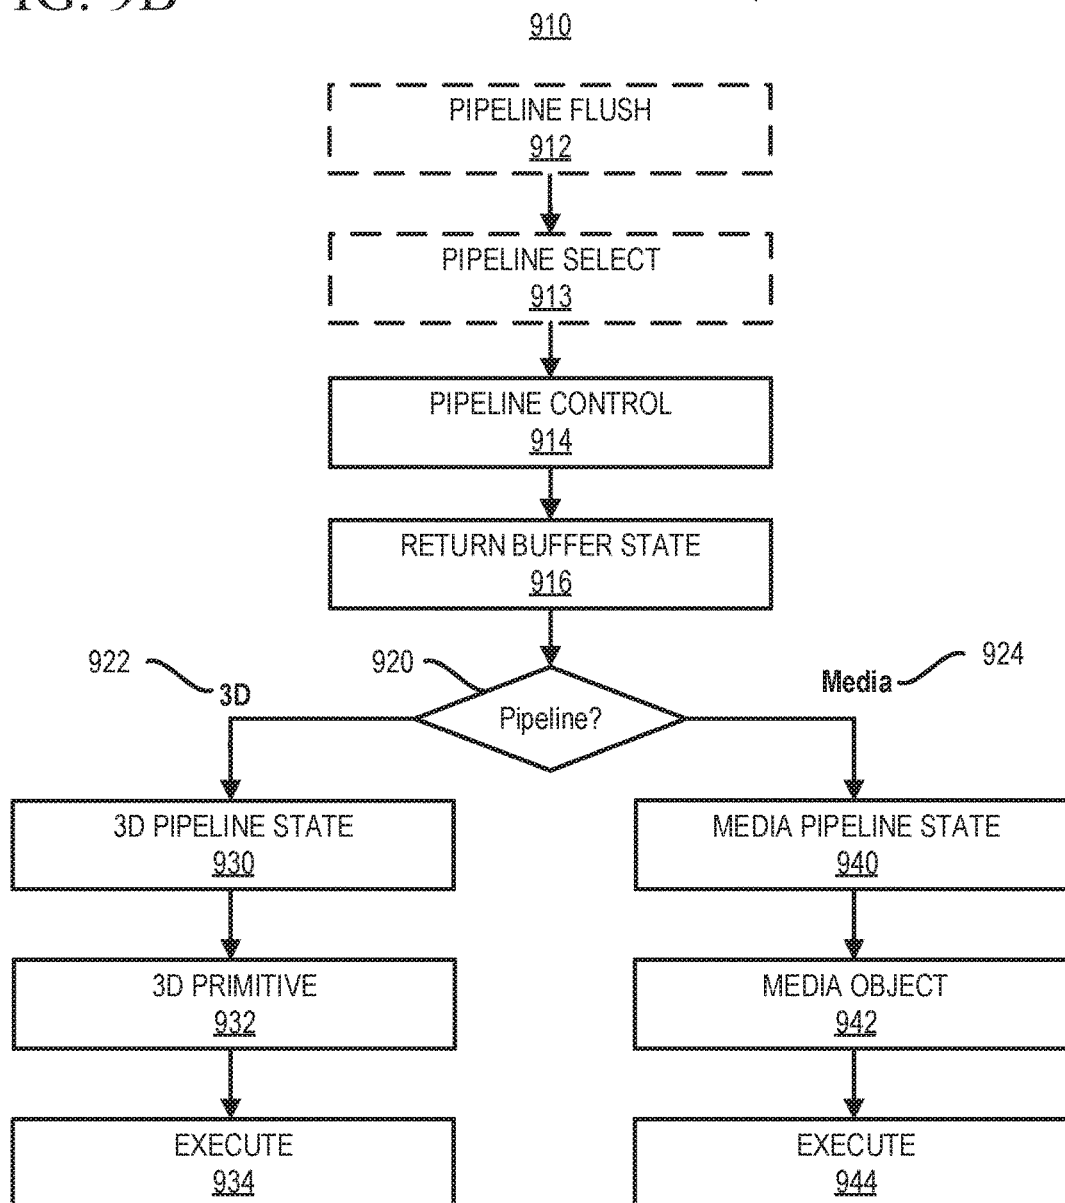 IG. 9B
910
PIPELINE FLUSH
912
PIPELINE SELECT
913
PIPELINE CONTROL
914
RETURN BUFFER STATE
916
922
3D
920
Pipeline?
Media
924
3D PIPELINE STATE
930
MEDIA PIPELINE STATE
940
3D PRIMITIVE
932
MEDIA OBJECT
942
EXECUTE
934
EXECUTE
944